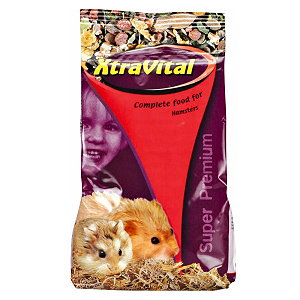 XtraVital
Complete food for
Hamsters
Super Premium